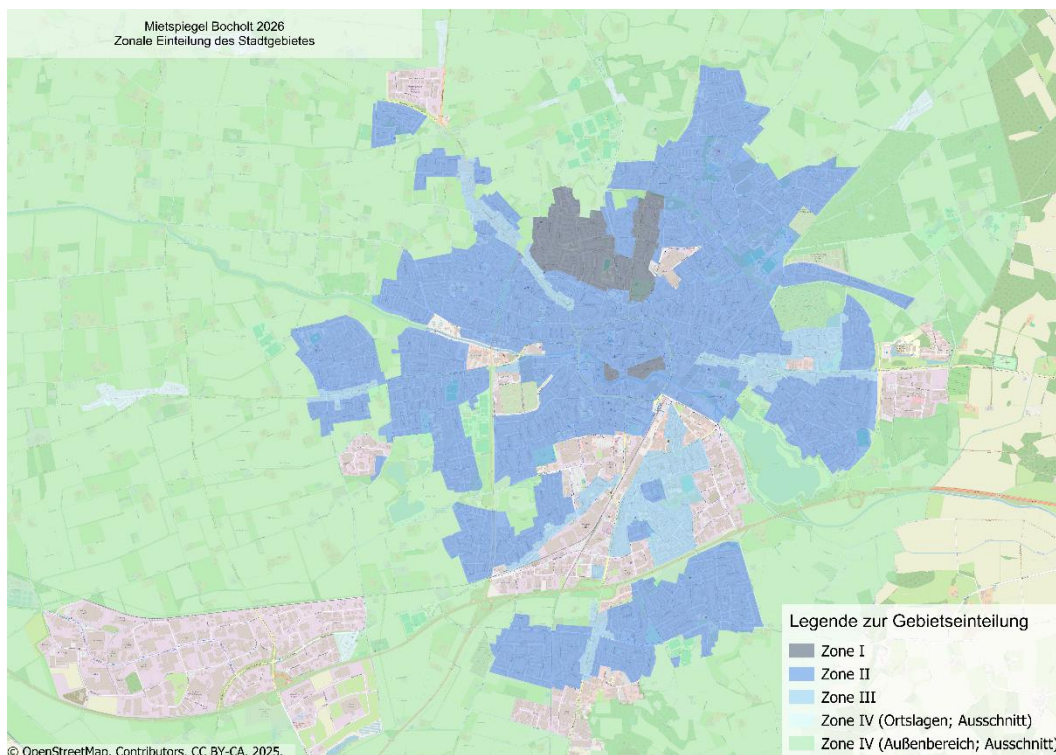 Mietspiegel Bocholt 2026
Zonale Einteilung des Stadtgebietes
Legende zur Gebietseinteilung
Zone I
Zone II
Zone III
Zone IV (Ortslagen; Ausschnitt)
Zone IV (Außenbereich; Ausschnitt)
© OpenStreetMap, Contributors, CC BY-CA, 2025.